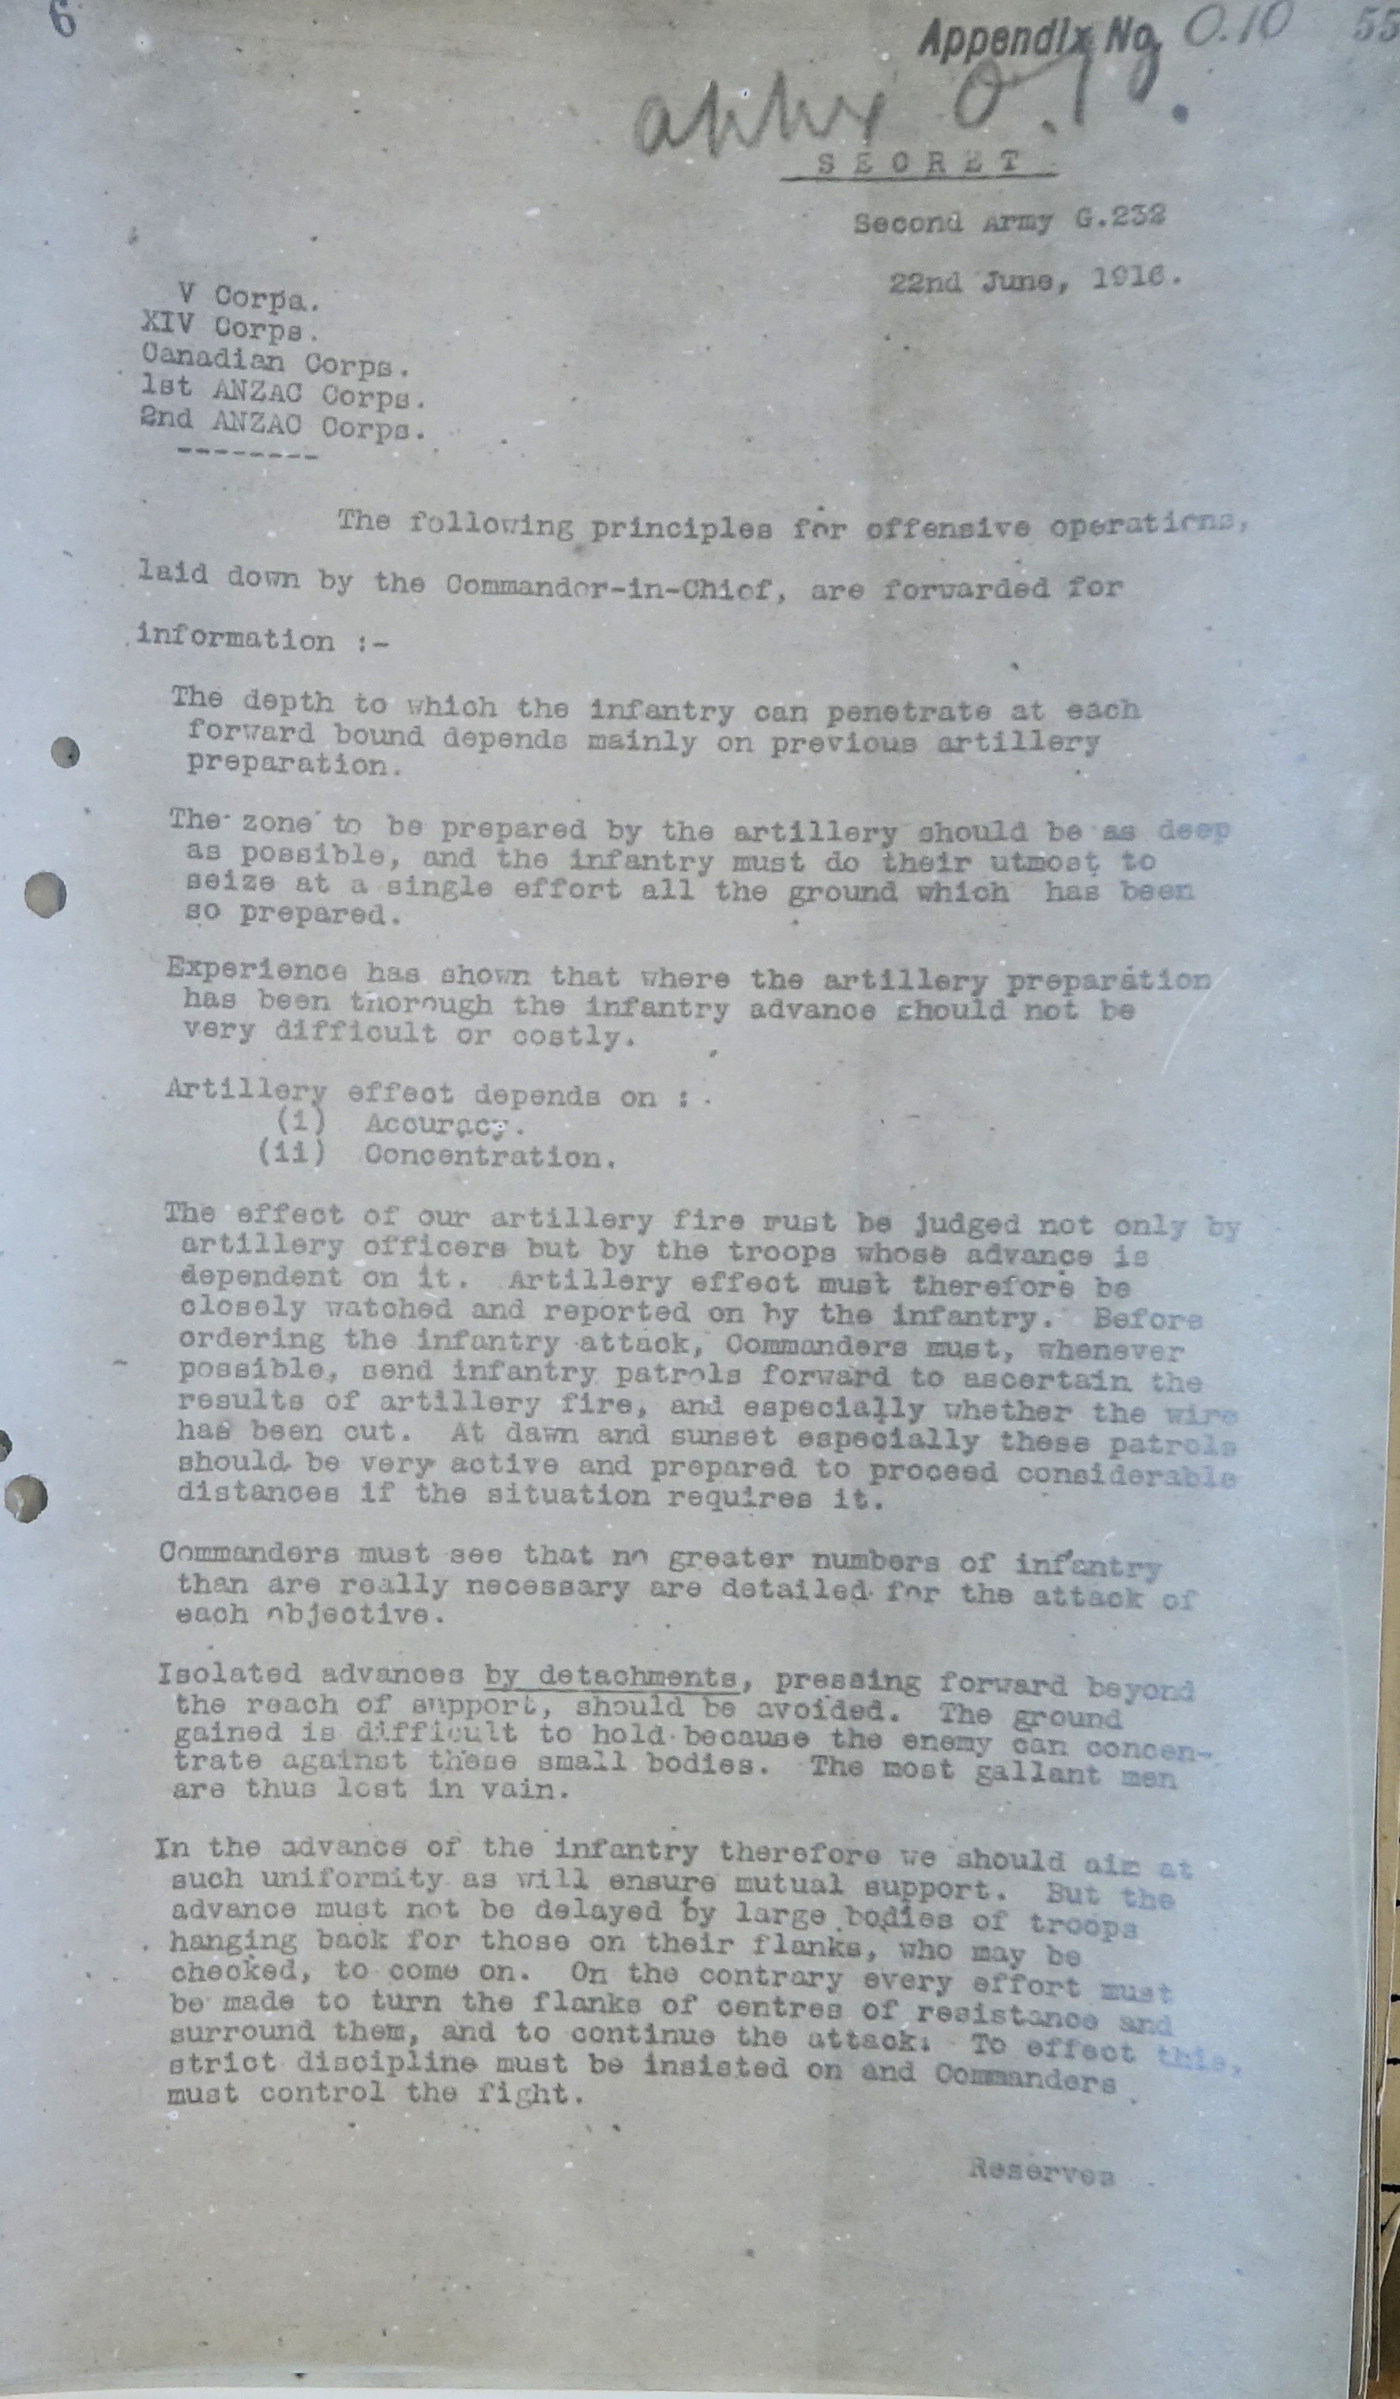 6
Appendix No. 0.10 55
appx 0.10.
SECRET
Second Army G.232
22nd June, 1916.
V Corps.
XIV Corps.
Canadian Corps.
1st ANZAC Corps.
2nd ANZAC Corps.
--------
The following principles for offensive operations,
laid down by the Commander-in-Chief, are forwarded for
information :-
The depth to which the infantry can penetrate at each
forward bound depends mainly on previous artillery
preparation.
The zone to be prepared by the artillery should be as deep
as possible, and the infantry must do their utmost to
seize at a single effort all the ground which has been
so prepared.
Experience has shown that where the artillery preparation
has been thorough the infantry advance should not be
very difficult or costly.
Artillery effect depends on :.
(i) Accuracy.
(ii) Concentration.
The effect of our artillery fire must be judged not only by
artillery officers but by the troops whose advance is
dependent on it. Artillery effect must therefore be
closely watched and reported on by the infantry. Before
ordering the infantry attack, Commanders must, whenever
possible, send infantry patrols forward to ascertain the
results of artillery fire, and especially whether the wire
has been cut. At dawn and sunset especially these patrols
should be very active and prepared to proceed considerable
distances if the situation requires it.
Commanders must see that no greater numbers of infantry
than are really necessary are detailed for the attack of
each objective.
Isolated advances by detachments, pressing forward beyond
the reach of support, should be avoided. The ground
gained is difficult to hold because the enemy can concen-
trate against these small bodies. The most gallant men
are thus lost in vain.
In the advance of the infantry therefore we should aim at
such uniformity as will ensure mutual support. But the
advance must not be delayed by large bodies of troops
hanging back for those on their flanks, who may be
checked, to come on. On the contrary every effort must
be made to turn the flanks of centres of resistance and
surround them, and to continue the attack. To effect this,
strict discipline must be insisted on and Commanders
must control the fight.
Reserves